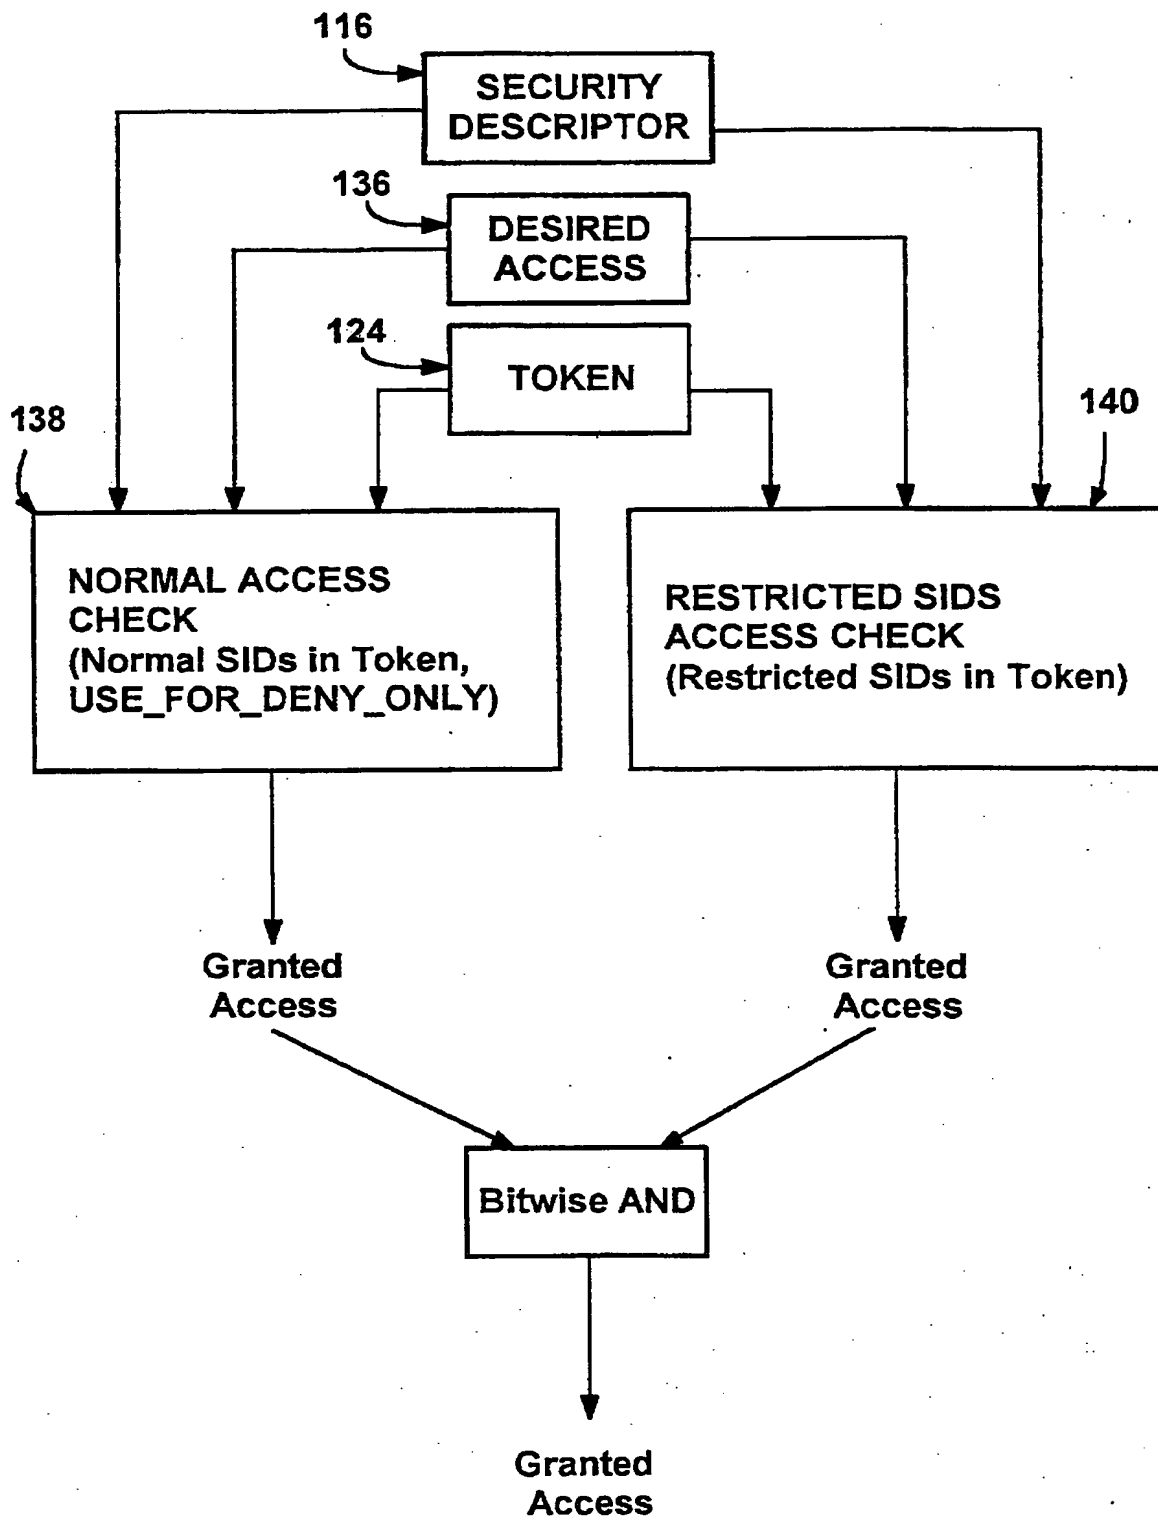 116
SECURITY
DESCRIPTOR
136
DESIRED
ACCESS
124
TOKEN
138
140
NORMAL ACCESS
CHECK
(Normal SIDs in Token,
USE_FOR_DENY_ONLY)
RESTRICTED SIDS
ACCESS CHECK
(Restricted SIDs in Token)
Granted
Access
Granted
Access
Bitwise AND
Granted
Access